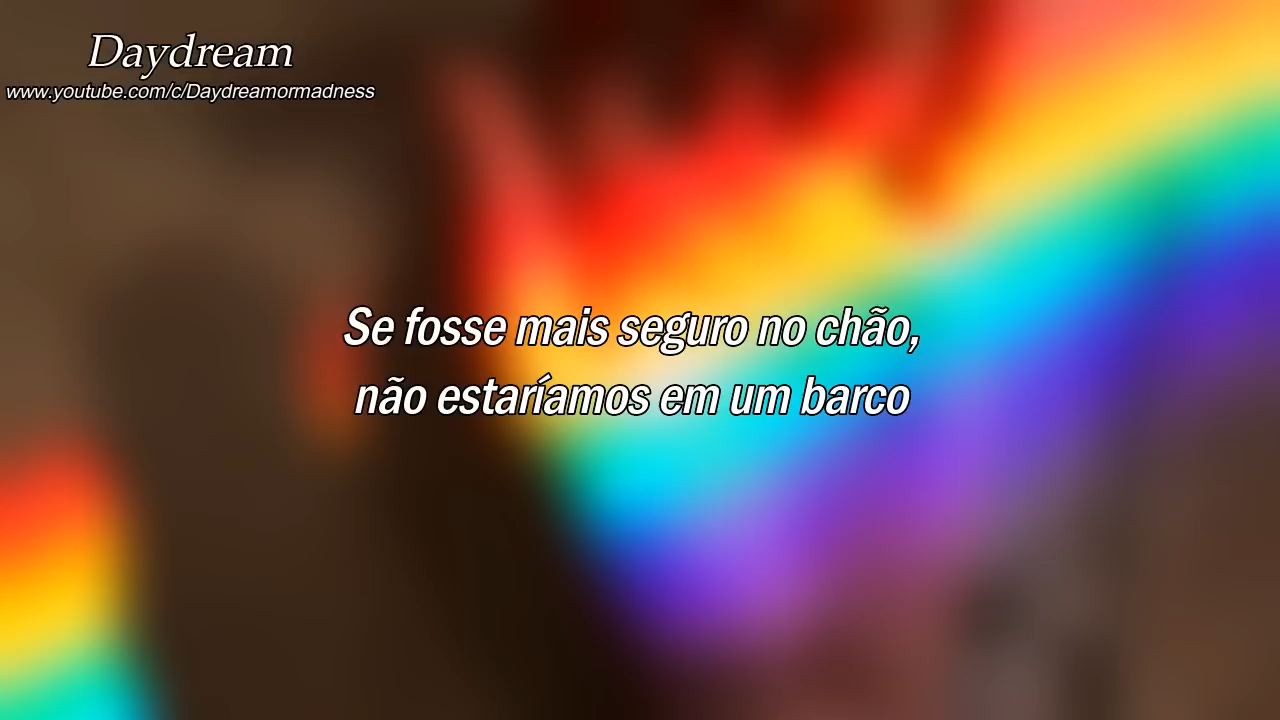 Daydream
www.youtube.com/c/Daydreamormadness
Se fosse mais seguro no chão,
não estaríamos em um barco